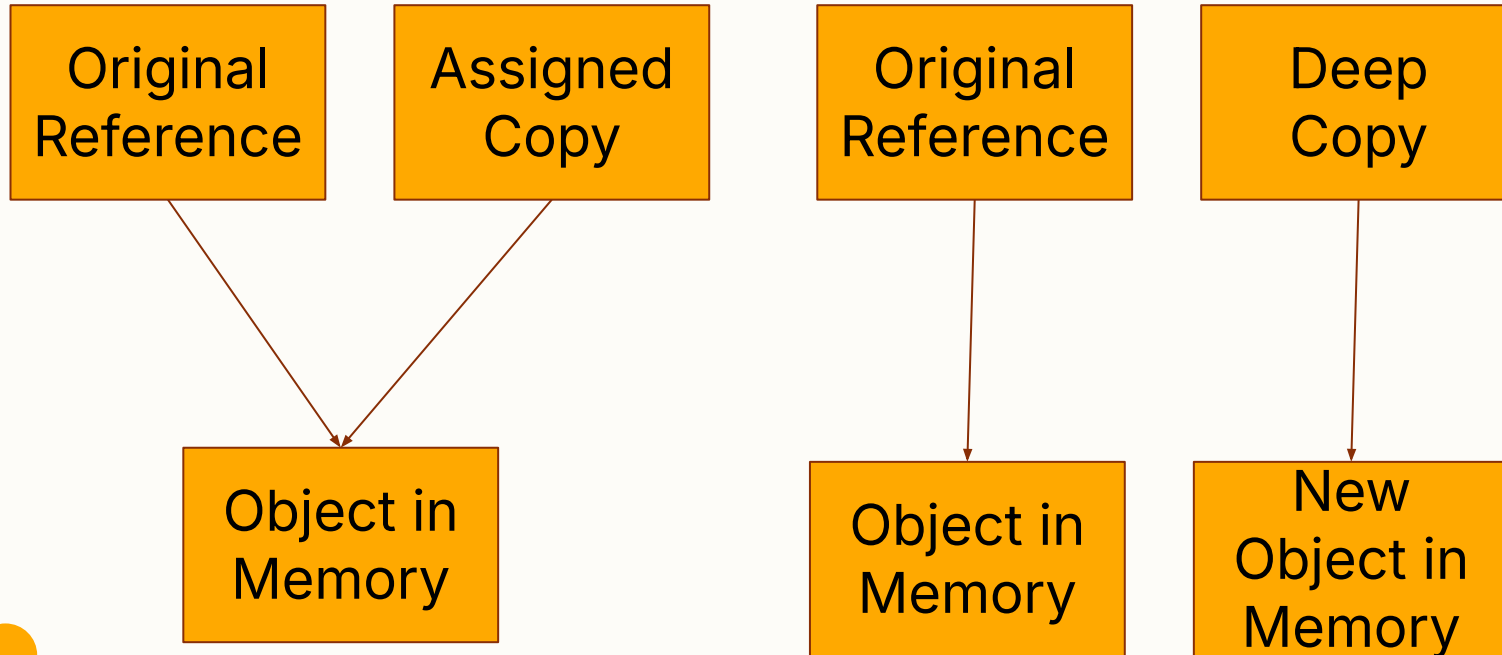 Original
Reference
Assigned
Copy
Original
Reference
Deep
Copy
Object in
Memory
Object in
Memory
New
Object in
Memory